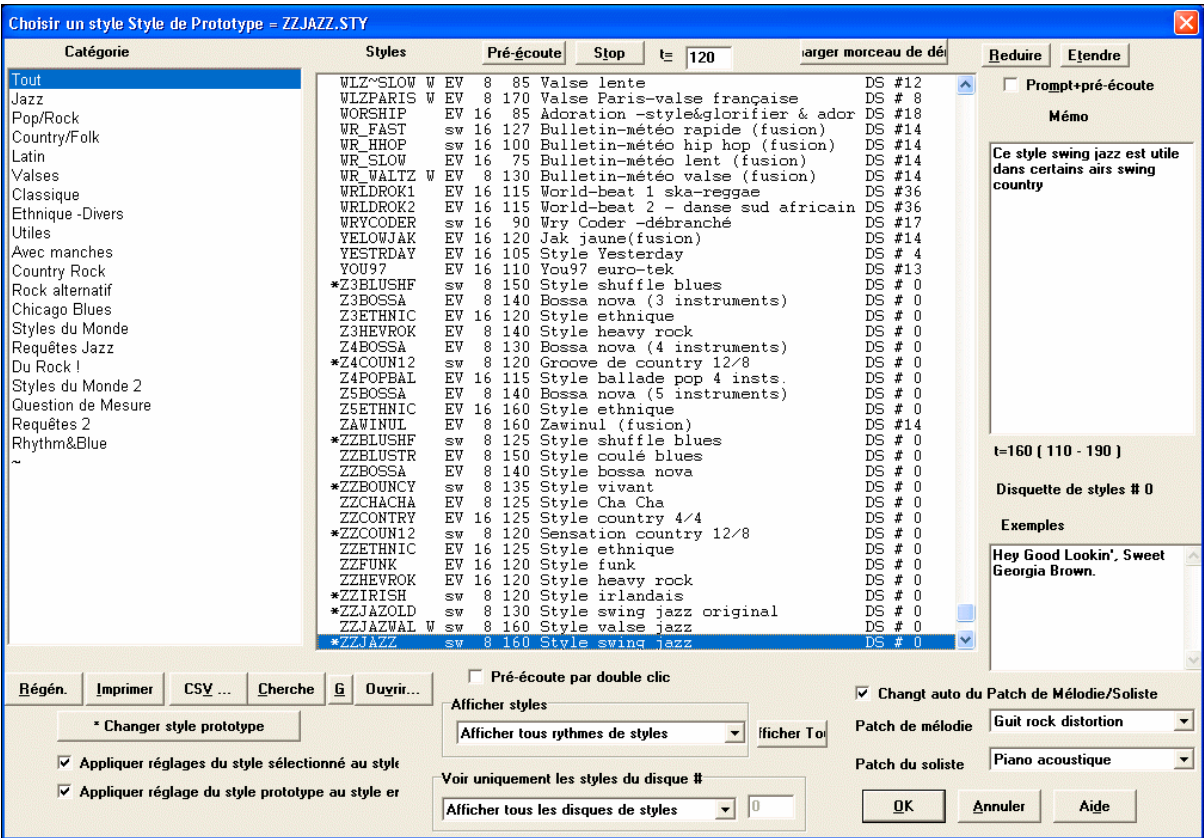 Choisir un style Style de Prototype = ZZJAZZ.STY
Catégorie
Styles
Pré-écoute
Stop
t=
120
arger morceau de dé
Reduire
Etendre
Tout
Jazz
Pop/Rock
Country/Folk
Latin
Valses
Classique
Ethnique -Divers
Utiles
Avec manches
Country Rock
Rock alternatif
Chicago Blues
Styles du Monde
Requêtes Jazz
Du Rock !
Styles du Monde 2
Question de Mesure
Requêtes 2
Rhythm&Blue
~
WLZ~SLOW W EV 8 85 Valse lente DS #12
WLZPARIS W EV 8 170 Valse Paris-valse française DS # 8
WORSHIP EV 16 85 Adoration -style&glorifier & ador DS #18
WR_FAST sw 16 127 Bulletin-météo rapide (fusion) DS #14
WR_HHOP sw 16 100 Bulletin-météo hip hop (fusion) DS #14
WR_SLOW EV 16 75 Bulletin-météo lent (fusion) DS #14
WR_WALTZ W EV 8 130 Bulletin-météo valse (fusion) DS #14
WRLDROK1 EV 16 115 World-beat 1 ska-reggae DS #36
WRLDROK2 EV 16 115 World-beat 2 - danse sud africain DS #36
WRYCODER sw 16 90 Wry Coder -débranché DS #17
YELOWJAK EV 16 120 Jak jaune(fusion) DS #14
YESTRDAY EV 16 105 Style Yesterday DS # 4
YOU97 EV 16 110 You97 euro-tek DS #13
*Z3BLUSHF sw 8 150 Style shuffle blues DS # 0
Z3BOSSA EV 8 140 Bossa nova (3 instruments) DS # 0
Z3ETHNIC EV 16 120 Style ethnique DS # 0
Z3HEVROK EV 8 140 Style heavy rock DS # 0
Z4BOSSA EV 8 130 Bossa nova (4 instruments) DS # 0
*Z4COUN12 sw 8 120 Groove de country 12/8 DS # 0
Z4POPBAL EV 16 115 Style ballade pop 4 insts. DS # 0
Z5BOSSA EV 8 140 Bossa nova (5 instruments) DS # 0
Z5ETHNIC EV 16 160 Style ethnique DS # 0
ZAWINUL EV 8 160 Zawinul (fusion) DS #14
*ZZBLUSHF sw 8 125 Style shuffle blues DS # 0
ZZBLUSTR EV 8 150 Style coulé blues DS # 0
ZZBOSSA EV 8 140 Style bossa nova DS # 0
*ZZBOUNCY sw 8 135 Style vivant DS # 0
ZZCHACHA EV 8 125 Style Cha Cha DS # 0
ZZCONTRY EV 16 125 Style country 4/4 DS # 0
*ZZCOUN12 sw 8 120 Sensation country 12/8 DS # 0
ZZETHNIC EV 16 125 Style ethnique DS # 0
ZZFUNK EV 16 120 Style funk DS # 0
ZZHEVROK EV 16 120 Style heavy rock DS # 0
*ZZIRISH sw 8 120 Style irlandais DS # 0
*ZZJAZOLD sw 8 130 Style swing jazz original DS # 0
ZZJAZWAL W sw 8 160 Style valse jazz DS # 0
*ZZJAZZ sw 8 160 Style swing jazz DS # 0
Prompt+pré-écoute
Mémo
Ce style swing jazz est utile
dans certains airs swing
country
t=160 ( 110 - 190 )
Disquette de styles # 0
Exemples
Hey Good Lookin', Sweet
Georgia Brown.
Régén.
Imprimer
CSV ...
Cherche
G
Ouvrir...
* Changer style prototype
Appliquer réglages du style sélectionné au style
Appliquer réglage du style prototype au style er
Pré-écoute par double clic
Afficher styles
Afficher tous rythmes de styles
fficher Tou
Voir uniquement les styles du disque #
Afficher tous les disques de styles
0
Changt auto du Patch de Mélodie/Soliste
Patch de mélodie
Guit rock distortion
Patch du soliste
Piano acoustique
OK
Annuler
Aide